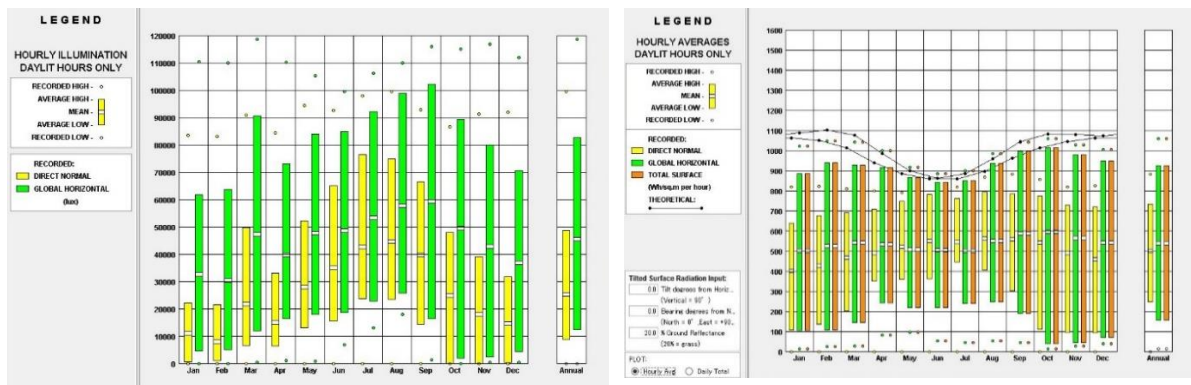 LEGEND
HOURLY ILLUMINATION
DAYLIT HOURS ONLY
RECORDED HIGH -
AVERAGE HIGH -
MEAN -
AVERAGE LOW -
RECORDED LOW -
RECORDED:
DIRECT NORMAL
GLOBAL HORIZONTAL
(lux)
120000
110000
100000
90000
80000
70000
60000
50000
40000
30000
20000
10000
0
Jan Feb Mar Apr May Jun Jul Aug Sep Oct Nov Dec Annual
LEGEND
HOURLY AVERAGES
DAYLIT HOURS ONLY
RECORDED HIGH -
AVERAGE HIGH -
MEAN -
AVERAGE LOW -
RECORDED LOW -
RECORDED:
DIRECT NORMAL
GLOBAL HORIZONTAL
TOTAL SURFACE
(Wh/sq.m per hour)
THEORETICAL:
Tilted Surface Radiation Input:
0.0 Tilt degrees from Horiz...
(Vertical = 90°)
0.0 Bearing degrees from N...
(North = 0°, East = +90...
20.0 % Ground Reflectance
(20% = grass)
PLOT:
Hourly Avg Daily Total
1600
1500
1400
1300
1200
1100
1000
900
800
700
600
500
400
300
200
100
0
Jan Feb Mar Apr May Jun Jul Aug Sep Oct Nov Dec Annual